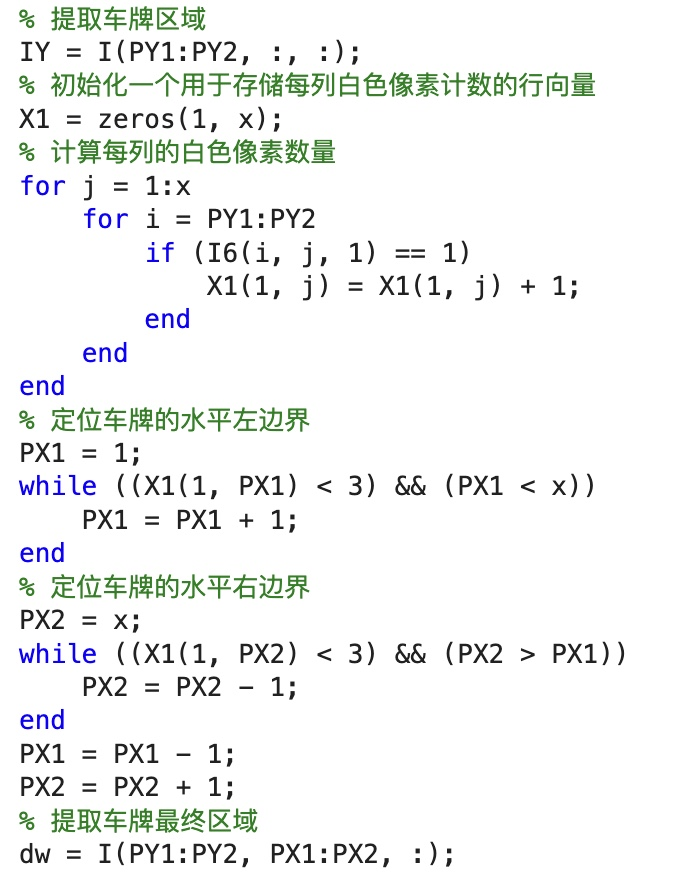 % 提取车牌区域
IY = I(PY1:PY2, :, :);
% 初始化一个用于存储每列白色像素计数的行向量
X1 = zeros(1, x);
% 计算每列的白色像素数量
for j = 1:x
    for i = PY1:PY2
        if (I6(i, j, 1) == 1)
            X1(1, j) = X1(1, j) + 1;
        end
    end
end
% 定位车牌的水平左边界
PX1 = 1;
while ((X1(1, PX1) < 3) && (PX1 < x))
    PX1 = PX1 + 1;
end
% 定位车牌的水平右边界
PX2 = x;
while ((X1(1, PX2) < 3) && (PX2 > PX1))
    PX2 = PX2 - 1;
end
PX1 = PX1 - 1;
PX2 = PX2 + 1;
% 提取车牌最终区域
dw = I(PY1:PY2, PX1:PX2, :);